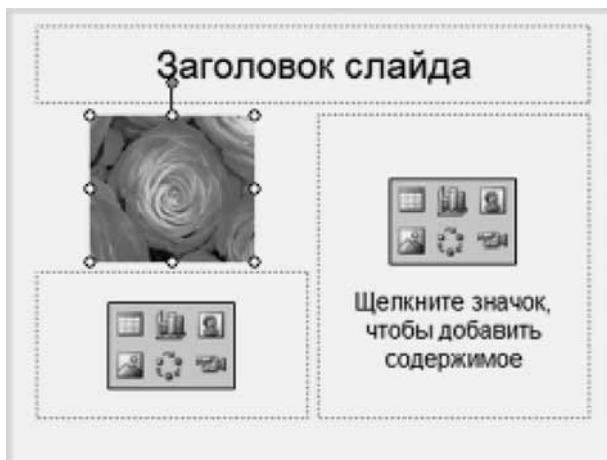 Заголовок слайда
Щелкните значок,
чтобы добавить
содержимое